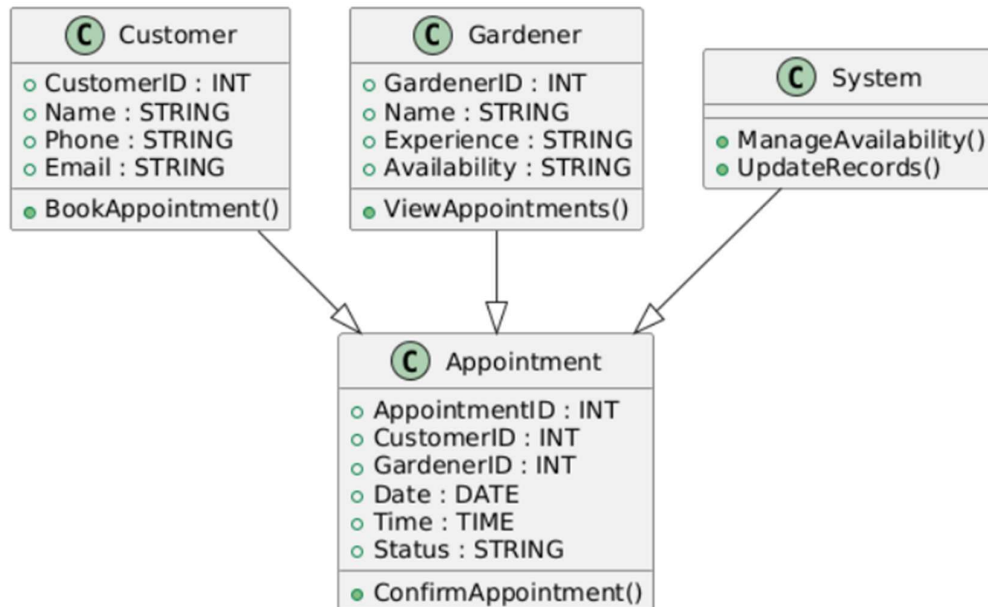 C Customer
CustomerID : INT
Name : STRING
Phone : STRING
Email : STRING
BookAppointment()
C Gardener
GardenerID : INT
Name : STRING
Experience : STRING
Availability : STRING
ViewAppointments()
C System
ManageAvailability()
UpdateRecords()
C Appointment
AppointmentID : INT
CustomerID : INT
GardenerID : INT
Date : DATE
Time : TIME
Status : STRING
ConfirmAppointment()